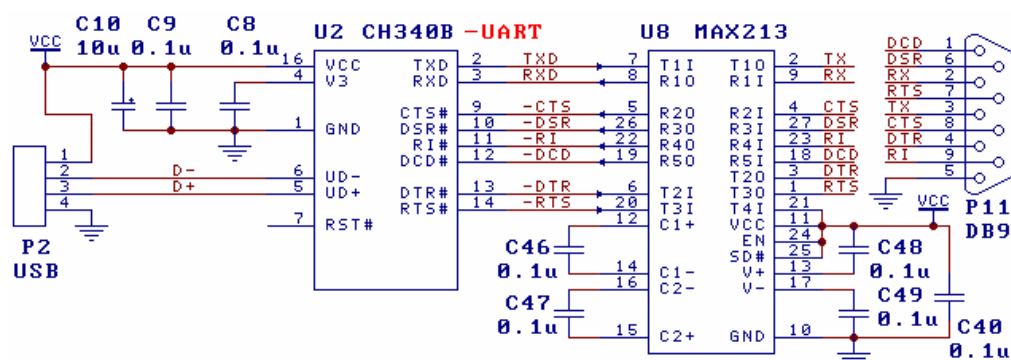 C10 C9 C8 U2 CH340B -UART U8 MAX213
VCC 10u 0.1u 0.1u
16 VCC TXD 2 TXD 7 T1I T1O 2 TX DCD 1
4 V3 RXD 3 RXD 8 R1O R1I 9 RX DSR 6
RX 2
RTS 7
CTS# 9 -CTS 5 R2O R2I 4 CTS TX 3
1 GND DSR# 10 -DSR 26 R3O R3I 27 DSR CTS 8
RI# 11 -RI 22 R4O R4I 23 RI DTR 4
DCD# 12 -DCD 19 R5O R5I 18 DCD RI 9
1
2 D- 6 UD- T2O 3 DTR 5
3 D+ 5 UD+ DTR# 13 -DTR 6 T2I T3O 1 RTS
4 RTS# 14 -RTS 20 T3I T4I 21 VCC P11
7 RST# 12 C1+ VCC 11 DB9
P2 EN 24
USB C46 SD# 25 C48
0.1u 14 C1- V+ 13 0.1u
16 C2- V- 17
C47 C49
0.1u 0.1u C40
15 C2+ GND 10 0.1u